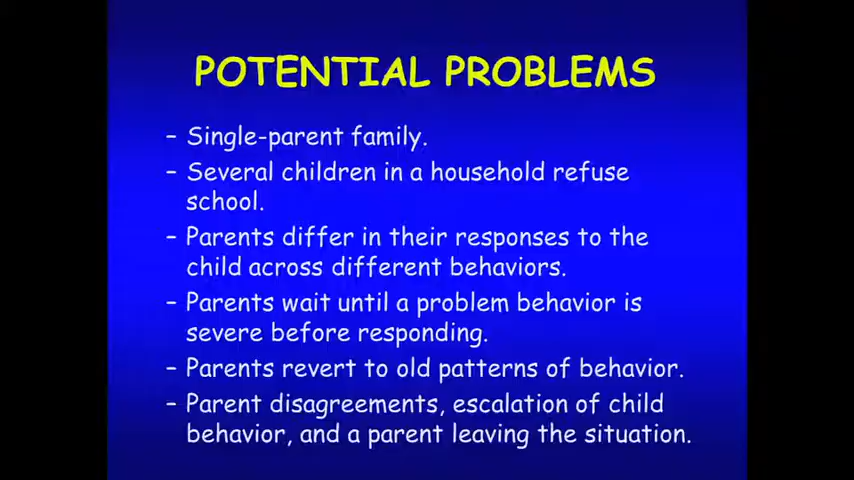 POTENTIAL PROBLEMS
– Single-parent family.
– Several children in a household refuse
school.
– Parents differ in their responses to the
child across different behaviors.
– Parents wait until a problem behavior is
severe before responding.
– Parents revert to old patterns of behavior.
– Parent disagreements, escalation of child
behavior, and a parent leaving the situation.